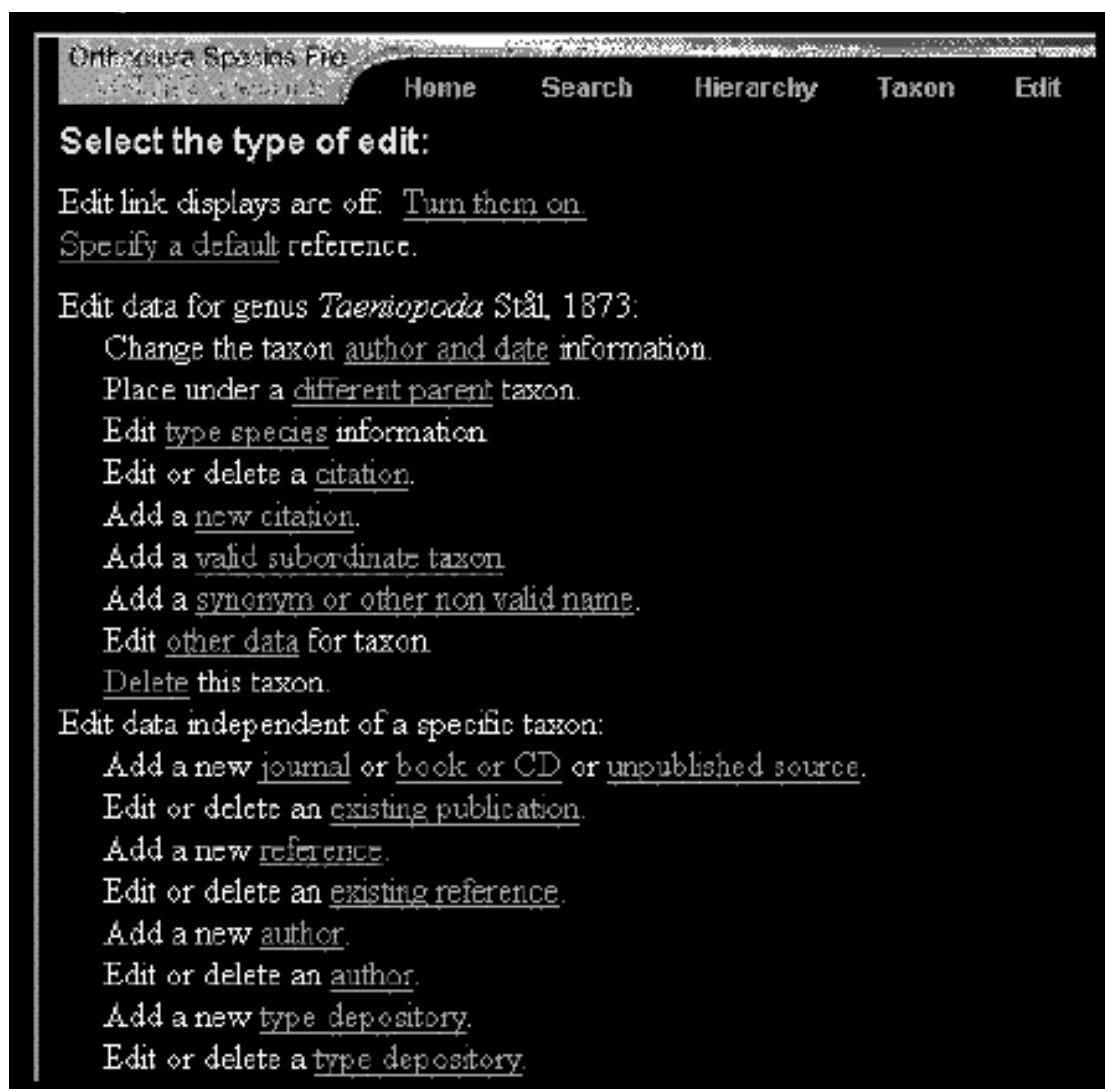 Orthoptera Species File
Home Search Hierarchy Taxon Edit
Select the type of edit:
Edit link displays are off. Turn them on.
Specify a default reference.
Edit data for genus Taeniopoda Stål, 1873:
Change the taxon author and date information.
Place under a different parent taxon.
Edit type species information
Edit or delete a citation.
Add a new citation.
Add a valid subordinate taxon
Add a synonym or other non valid name.
Edit other data for taxon
Delete this taxon.
Edit data independent of a specific taxon:
Add a new journal or book or CD or unpublished source.
Edit or delete an existing publication.
Add a new reference.
Edit or delete an existing reference.
Add a new author.
Edit or delete an author.
Add a new type depository.
Edit or delete a type depository.